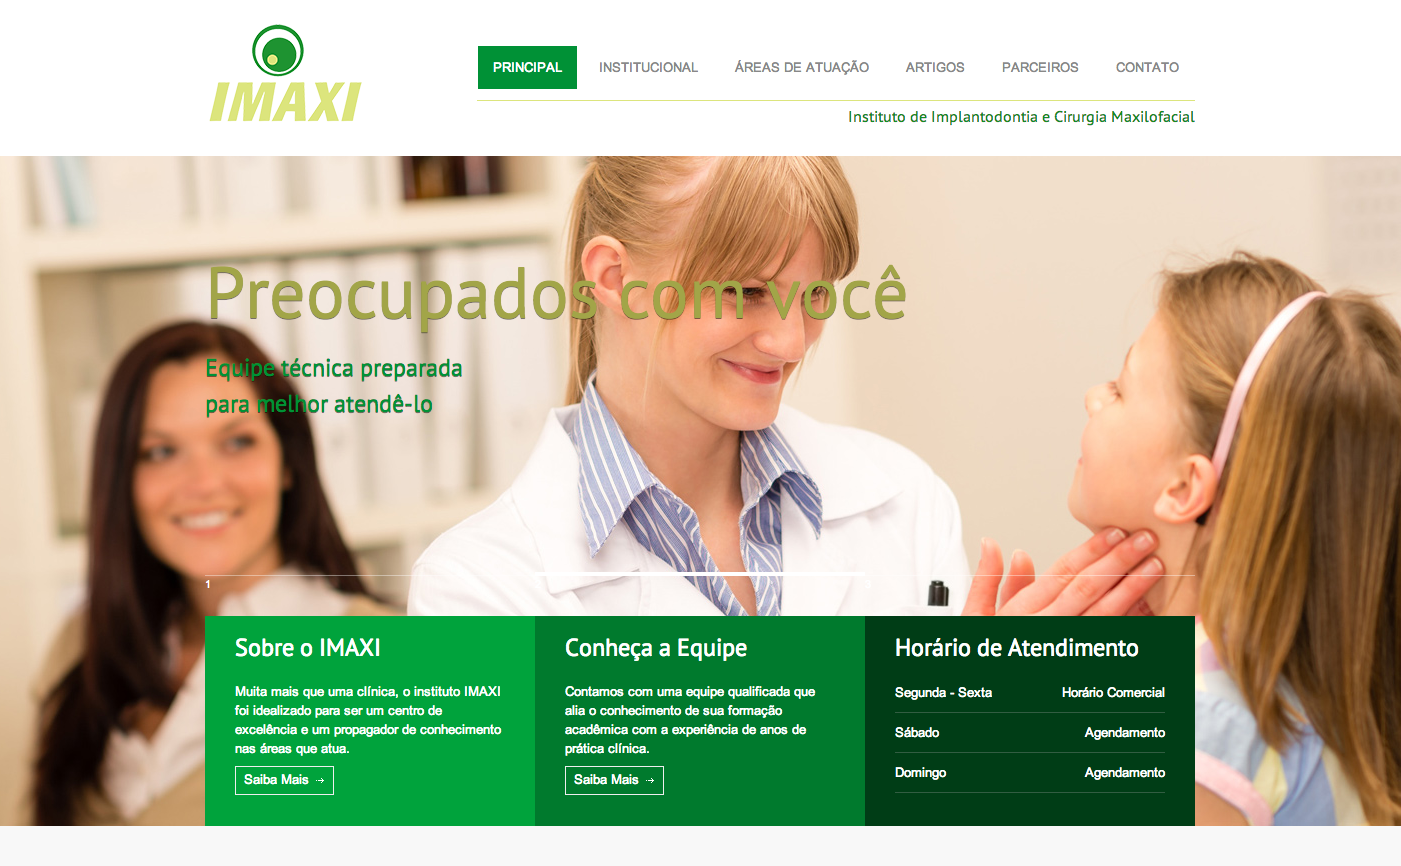 IMAXI
PRINCIPAL INSTITUCIONAL ÁREAS DE ATUAÇÃO ARTIGOS PARCEIROS CONTATO
Instituto de Implantodontia e Cirurgia Maxilofacial
Preocupados com você
Equipe técnica preparada
para melhor atendê-lo
1
Sobre o IMAXI
Muita mais que uma clínica, o instituto IMAXI
foi idealizado para ser um centro de
excelência e um propagador de conhecimento
nas áreas que atua.
Saiba Mais →
Conheça a Equipe
Contamos com uma equipe qualificada que
alia o conhecimento de sua formação
acadêmica com a experiência de anos de
prática clínica.
Saiba Mais →
Horário de Atendimento
Segunda - Sexta Horário Comercial
Sábado Agendamento
Domingo Agendamento